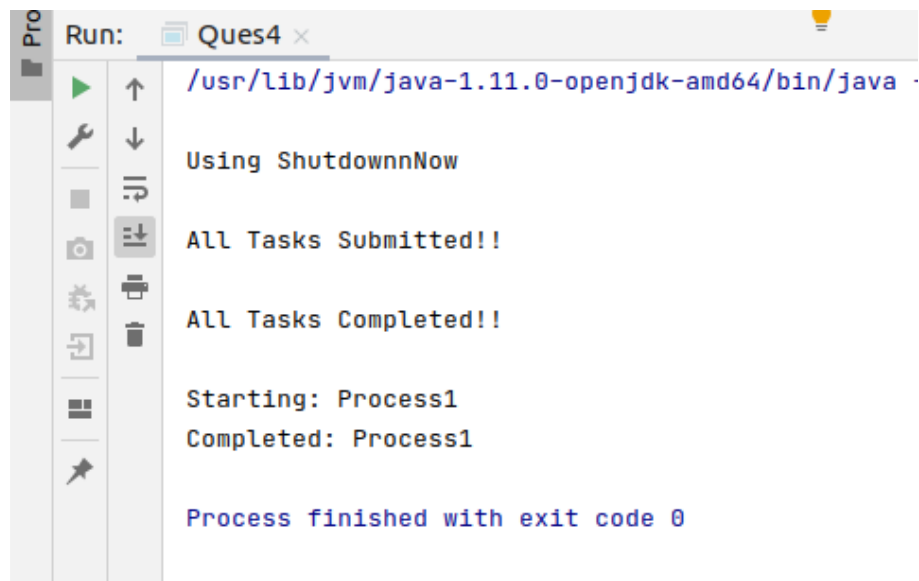 Pro
Run: Ques4
/usr/lib/jvm/java-1.11.0-openjdk-amd64/bin/java -
Using ShutdownnNow
All Tasks Submitted!!
All Tasks Completed!!
Starting: Process1
Completed: Process1
Process finished with exit code 0